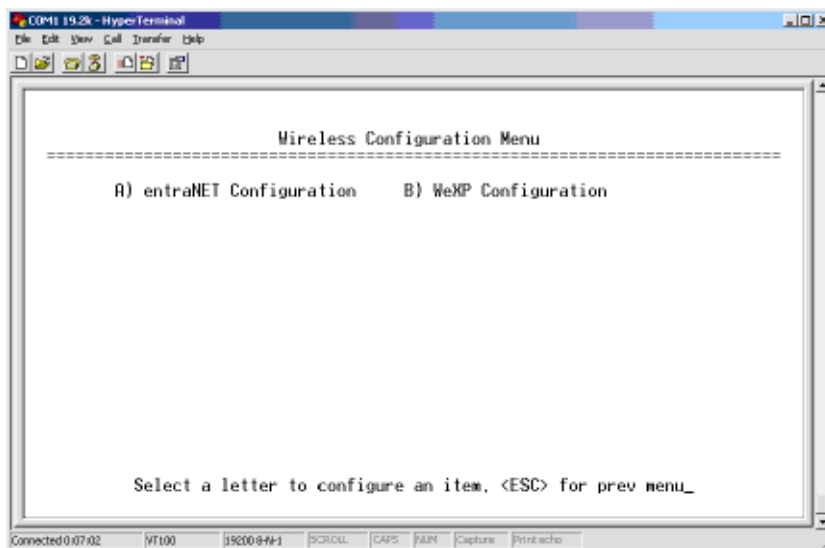 COM1 19.2k - HyperTerminal
File Edit View Call Transfer Help
Wireless Configuration Menu
============================================================================
A) entraNET Configuration B) WeXP Configuration
Select a letter to configure an item, <ESC> for prev menu_
Connected 0:07:02 VT100 19200 8-N-1 SCROLL CAPS NUM Capture Print echo